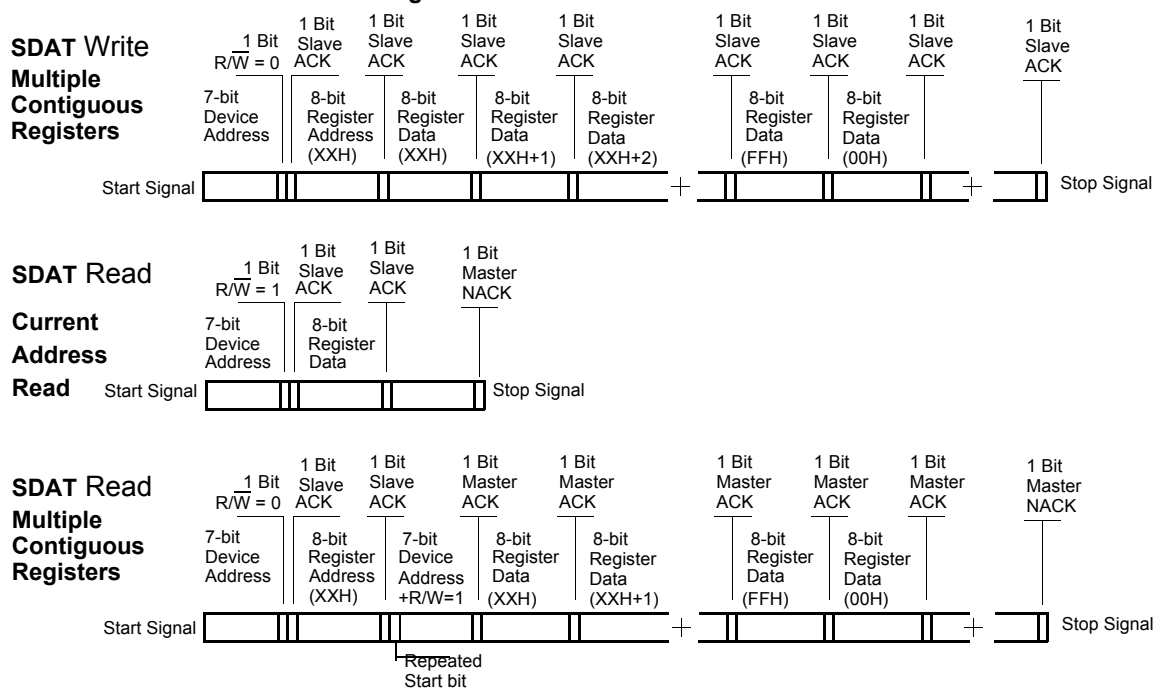 SDAT Write
Multiple
Contiguous
Registers
1 Bit
R/W = 0
1 Bit
Slave
ACK
1 Bit
Slave
ACK
1 Bit
Slave
ACK
1 Bit
Slave
ACK
1 Bit
Slave
ACK
1 Bit
Slave
ACK
1 Bit
Slave
ACK
1 Bit
Slave
ACK
7-bit
Device
Address
8-bit
Register
Address
(XXH)
8-bit
Register
Data
(XXH)
8-bit
Register
Data
(XXH+1)
8-bit
Register
Data
(XXH+2)
8-bit
Register
Data
(FFH)
8-bit
Register
Data
(00H)
Start Signal
+
+
Stop Signal
SDAT Read
Current
Address
Read
1 Bit
R/W = 1
1 Bit
Slave
ACK
1 Bit
Slave
ACK
1 Bit
Master
NACK
7-bit
Device
Address
8-bit
Register
Data
Start Signal
Stop Signal
SDAT Read
Multiple
Contiguous
Registers
1 Bit
R/W = 0
1 Bit
Slave
ACK
1 Bit
Slave
ACK
1 Bit
Master
ACK
1 Bit
Master
ACK
1 Bit
Master
ACK
1 Bit
Master
ACK
1 Bit
Master
ACK
1 Bit
Master
NACK
7-bit
Device
Address
8-bit
Register
Address
(XXH)
7-bit
Device
Address
+R/W=1
8-bit
Register
Data
(XXH)
8-bit
Register
Data
(XXH+1)
8-bit
Register
Data
(FFH)
8-bit
Register
Data
(00H)
Start Signal
+
+
Stop Signal
Repeated
Start bit